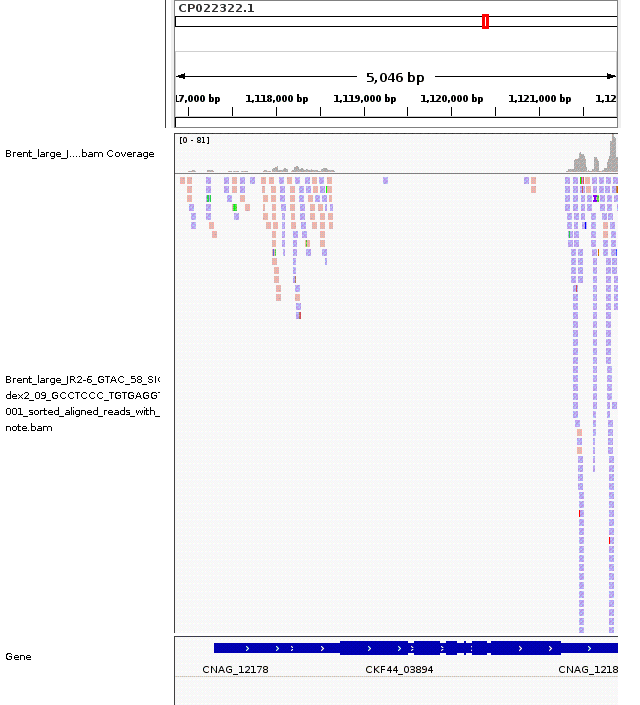 CP022322.1
5,046 bp
17,000 bp 1,118,000 bp 1,119,000 bp 1,120,000 bp 1,121,000 bp 1,12
[0 - 81]
Brent_large_J....bam Coverage
Brent_large_JR2-6_GTAC_58_SIC
dex2_09_GCCTCCC_TGTGAGGT
001_sorted_aligned_reads_with_
note.bam
Gene
CNAG_12178 CKF44_03894 CNAG_1218